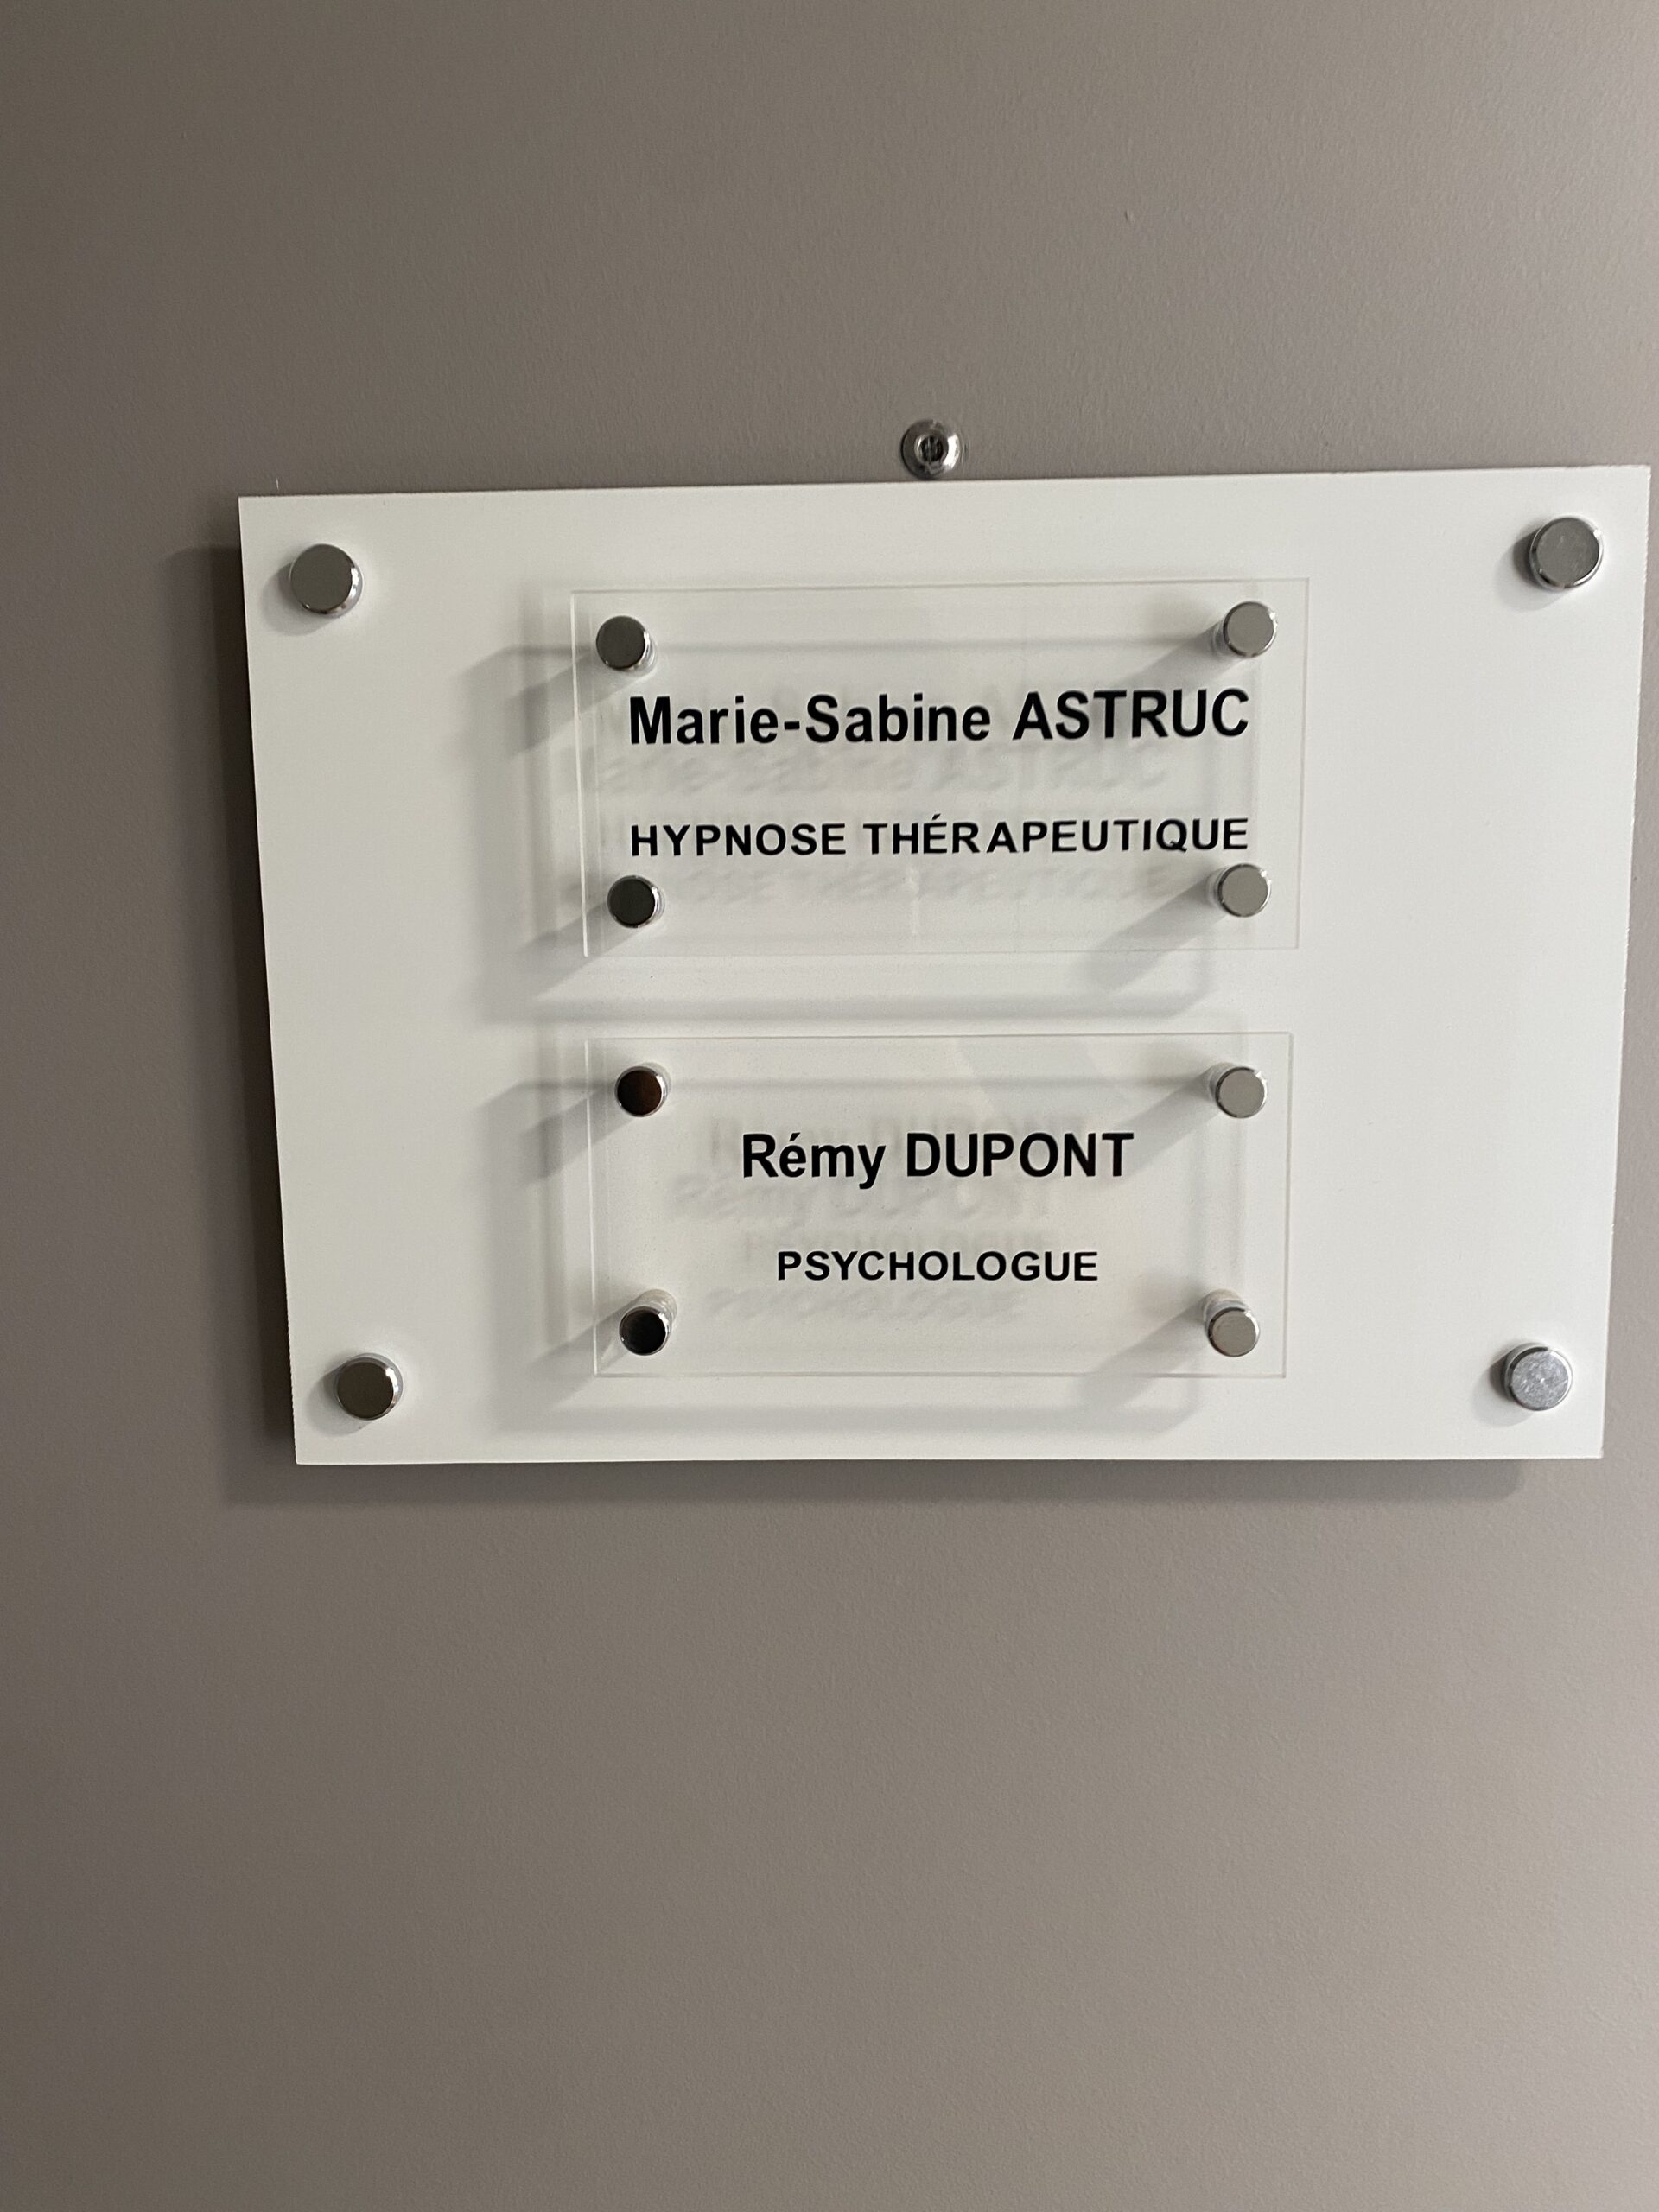 Marie-Sabine ASTRUC
HYPNOSE THÉRAPEUTIQUE
Rémy DUPONT
PSYCHOLOGUE